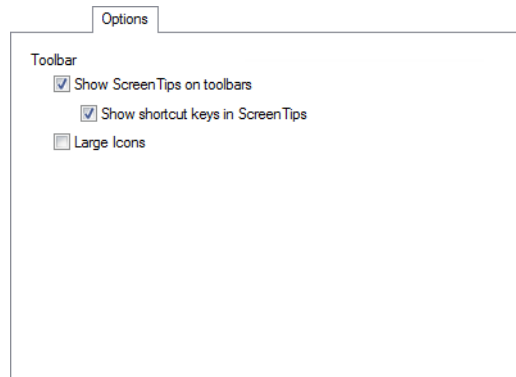 Options
Toolbar
Show ScreenTips on toolbars
Show shortcut keys in ScreenTips
Large Icons